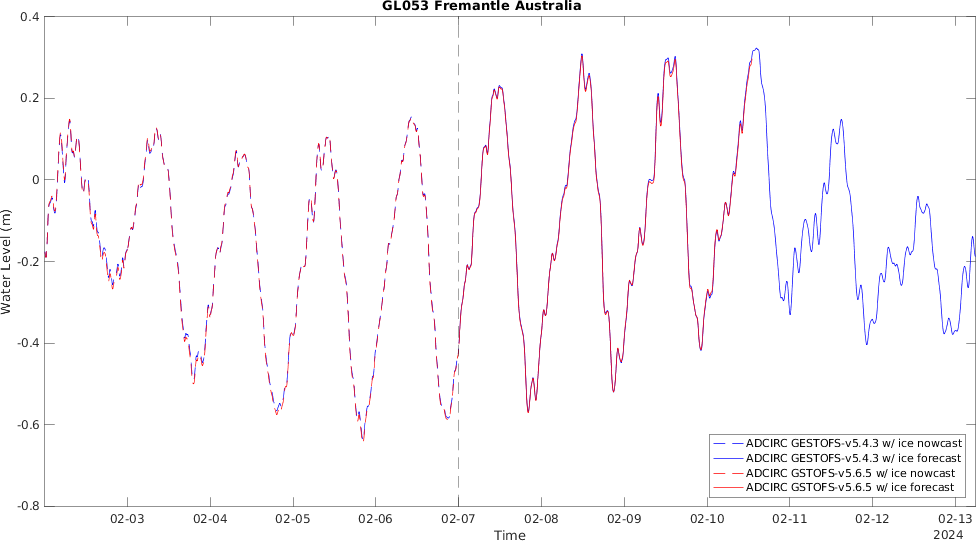 GL053 Fremantle Australia
0.4
0.2
0
-0.2
-0.4
-0.6
-0.8
Water Level (m)
ADCIRC GESTOFS-v5.4.3 w/ ice nowcast
ADCIRC GESTOFS-v5.4.3 w/ ice forecast
ADCIRC GSTOFS-v5.6.5 w/ ice nowcast
ADCIRC GSTOFS-v5.6.5 w/ ice forecast
02-03 02-04 02-05 02-06 02-07 02-08 02-09 02-10 02-11 02-12 02-13
Time
2024